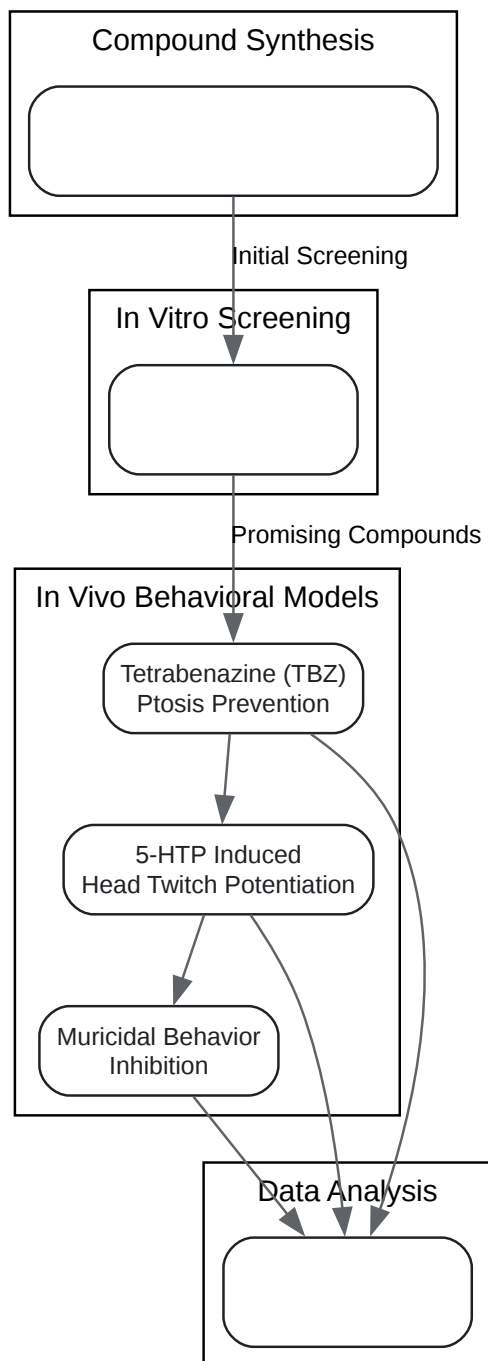 Compound Synthesis
Initial Screening
In Vitro Screening
Promising Compounds
In Vivo Behavioral Models
Tetrabenazine (TBZ)
Ptosis Prevention
5-HTP Induced
Head Twitch Potentiation
Muricidal Behavior
Inhibition
Data Analysis